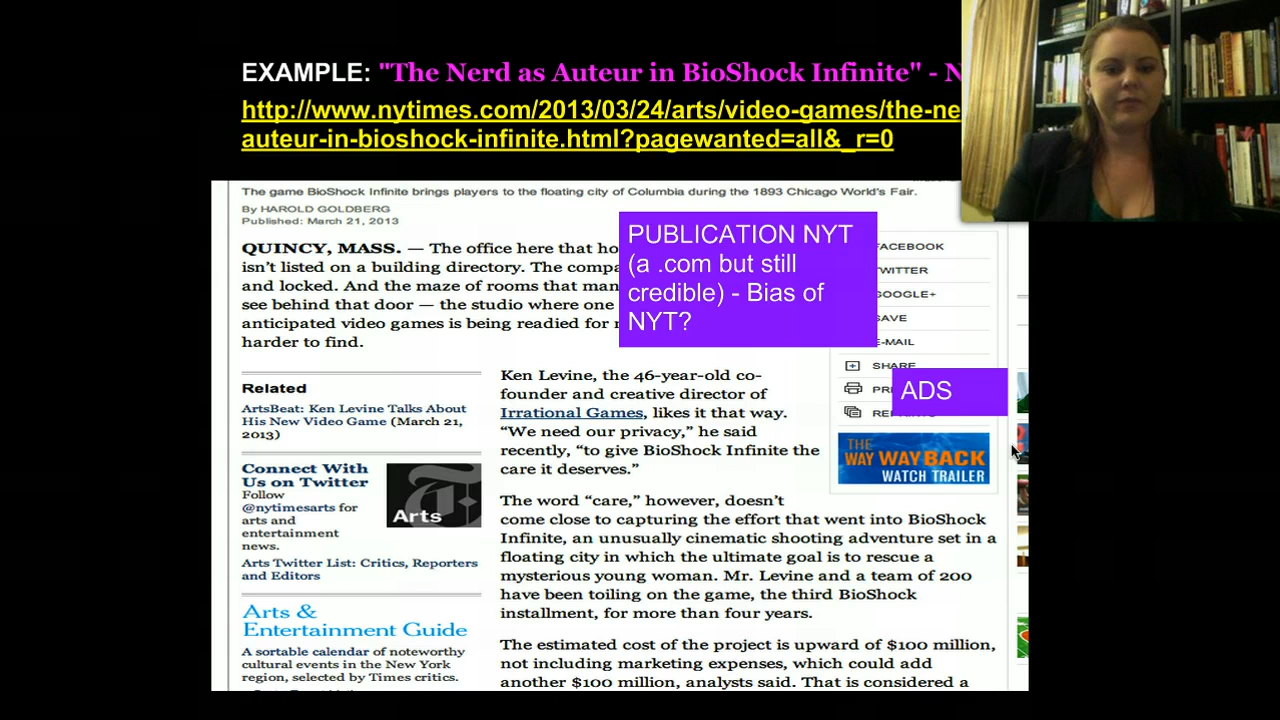 EXAMPLE: "The Nerd as Auteur in BioShock Infinite" - N
http://www.nytimes.com/2013/03/24/arts/video-games/the-ne
auteur-in-bioshock-infinite.html?pagewanted=all&_r=0
The game BioShock Infinite brings players to the floating city of Columbia during the 1893 Chicago World's Fair.
By HAROLD GOLDBERG
Published: March 21, 2013
QUINCY, MASS. — The office here that
isn't listed on a building directory. The
and locked. And the maze of rooms that
see behind that door — the studio where one
anticipated video games is being readied for
harder to find.
PUBLICATION NYT
(a .com but still
credible) - Bias of
NYT?
FACEBOOK
TWITTER
GOOGLE+
SAVE
E-MAIL
SHARE
ADS
THE
WAY WAY BACK
WATCH TRAILER
Related
ArtsBeat: Ken Levine Talks About
His New Video Game (March 21,
2013)
Connect With
Us on Twitter
Follow
@nytimesarts for
arts and
entertainment
news.
Arts
Arts Twitter List: Critics, Reporters
and Editors
Arts &
Entertainment Guide
A sortable calendar of noteworthy
cultural events in the New York
region, selected by Times critics.
Ken Levine, the 46-year-old co-
founder and creative director of
Irrational Games, likes it that way.
“We need our privacy,” he said
recently, “to give BioShock Infinite the
care it deserves.”
The word “care,” however, doesn't
come close to capturing the effort that went into BioShock
Infinite, an unusually cinematic shooting adventure set in a
floating city in which the ultimate goal is to rescue a
mysterious young woman. Mr. Levine and a team of 200
have been toiling on the game, the third BioShock
installment, for more than four years.
The estimated cost of the project is upward of $100 million,
not including marketing expenses, which could add
another $100 million, analysts said. That is considered a